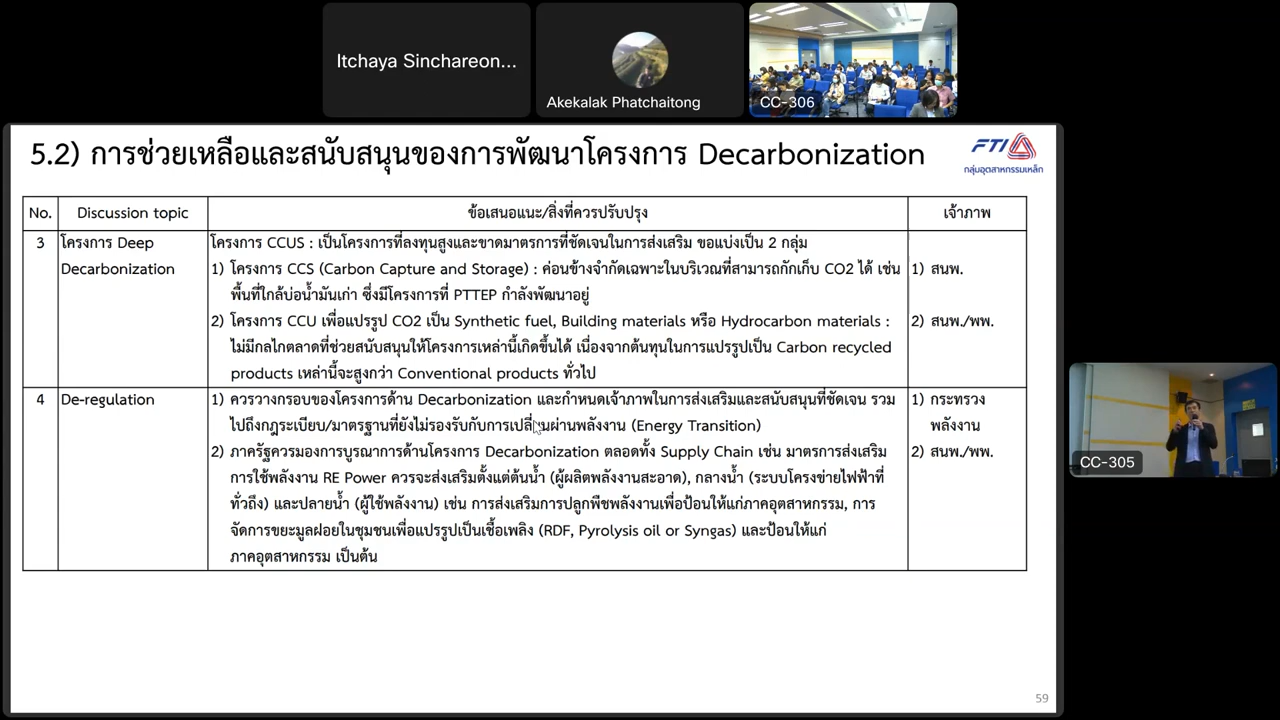 Itchaya Sinchareon...
Akekalak Phatchaitong
CC-306
5.2) การช่วยเหลือและสนับสนุนของการพัฒนาโครงการ Decarbonization
FTI
กลุ่มอุตสาหกรรมเหล็ก
No. Discussion topic ข้อเสนอแนะ/สิ่งที่ควรปรับปรุง เจ้าภาพ
3 โครงการ Deep โครงการ CCUS : เป็นโครงการที่ลงทุนสูงและขาดมาตรการที่ชัดเจนในการส่งเสริม ขอแบ่งเป็น 2 กลุ่ม
Decarbonization 1) โครงการ CCS (Carbon Capture and Storage) : ค่อนข้างจำกัดเฉพาะในบริเวณที่สามารถกักเก็บ CO2 ได้ เช่น 1) สนพ.
พื้นที่ใกล้บ่อน้ำมันเก่า ซึ่งมีโครงการที่ PTTEP กำลังพัฒนาอยู่
2) โครงการ CCU เพื่อแปรรูป CO2 เป็น Synthetic fuel, Building materials หรือ Hydrocarbon materials : 2) สนพ./พพ.
ไม่มีกลไกตลาดที่ช่วยสนับสนุนให้โครงการเหล่านี้เกิดขึ้นได้ เนื่องจากต้นทุนในการแปรรูปเป็น Carbon recycled
products เหล่านี้จะสูงกว่า Conventional products ทั่วไป
4 De-regulation 1) ควรวางกรอบของโครงการด้าน Decarbonization และกำหนดเจ้าภาพในการส่งเสริมและสนับสนุนที่ชัดเจน รวม 1) กระทรวง
ไปถึงกฎระเบียบ/มาตรฐานที่ยังไม่รองรับกับการเปลี่ยนผ่านพลังงาน (Energy Transition) พลังงาน
2) ภาครัฐควรมองการบูรณาการด้านโครงการ Decarbonization ตลอดทั้ง Supply Chain เช่น มาตรการส่งเสริม 2) สนพ./พพ.
การใช้พลังงาน RE Power ควรจะส่งเสริมตั้งแต่ต้นน้ำ (ผู้ผลิตพลังงานสะอาด), กลางน้ำ (ระบบโครงข่ายไฟฟ้าที่
ทั่วถึง) และปลายน้ำ (ผู้ใช้พลังงาน) เช่น การส่งเสริมการปลูกพืชพลังงานเพื่อป้อนให้แก่ภาคอุตสาหกรรม, การ
จัดการขยะมูลฝอยในชุมชนเพื่อแปรรูปเป็นเชื้อเพลิง (RDF, Pyrolysis oil or Syngas) และป้อนให้แก่
ภาคอุตสาหกรรม เป็นต้น
CC-305
59